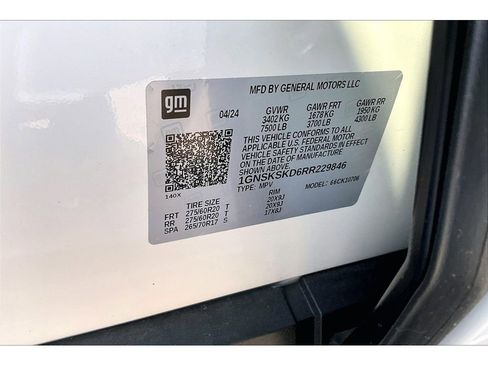 gm
MFD BY GENERAL MOTORS LLC
04/24 GVWR GAWR FRT GAWR RR
3402 KG 1678 KG 1950 KG
7500 LB 3700 LB 4300 LB
THIS VEHICLE CONFORMS TO ALL
APPLICABLE U.S. FEDERAL MOTOR
VEHICLE SAFETY STANDARDS IN
EFFECT ON THE DATE OF MANUFACTURE
SHOWN ABOVE.
1GNSKSKD6RR229846
TYPE: MPV MODEL: 66CK10706
140X
TIRE SIZE RIM
FRT 275/60R20 T 20X9J
RR 275/60R20 T 20X9J
SPA 265/70R17 S 17X8J